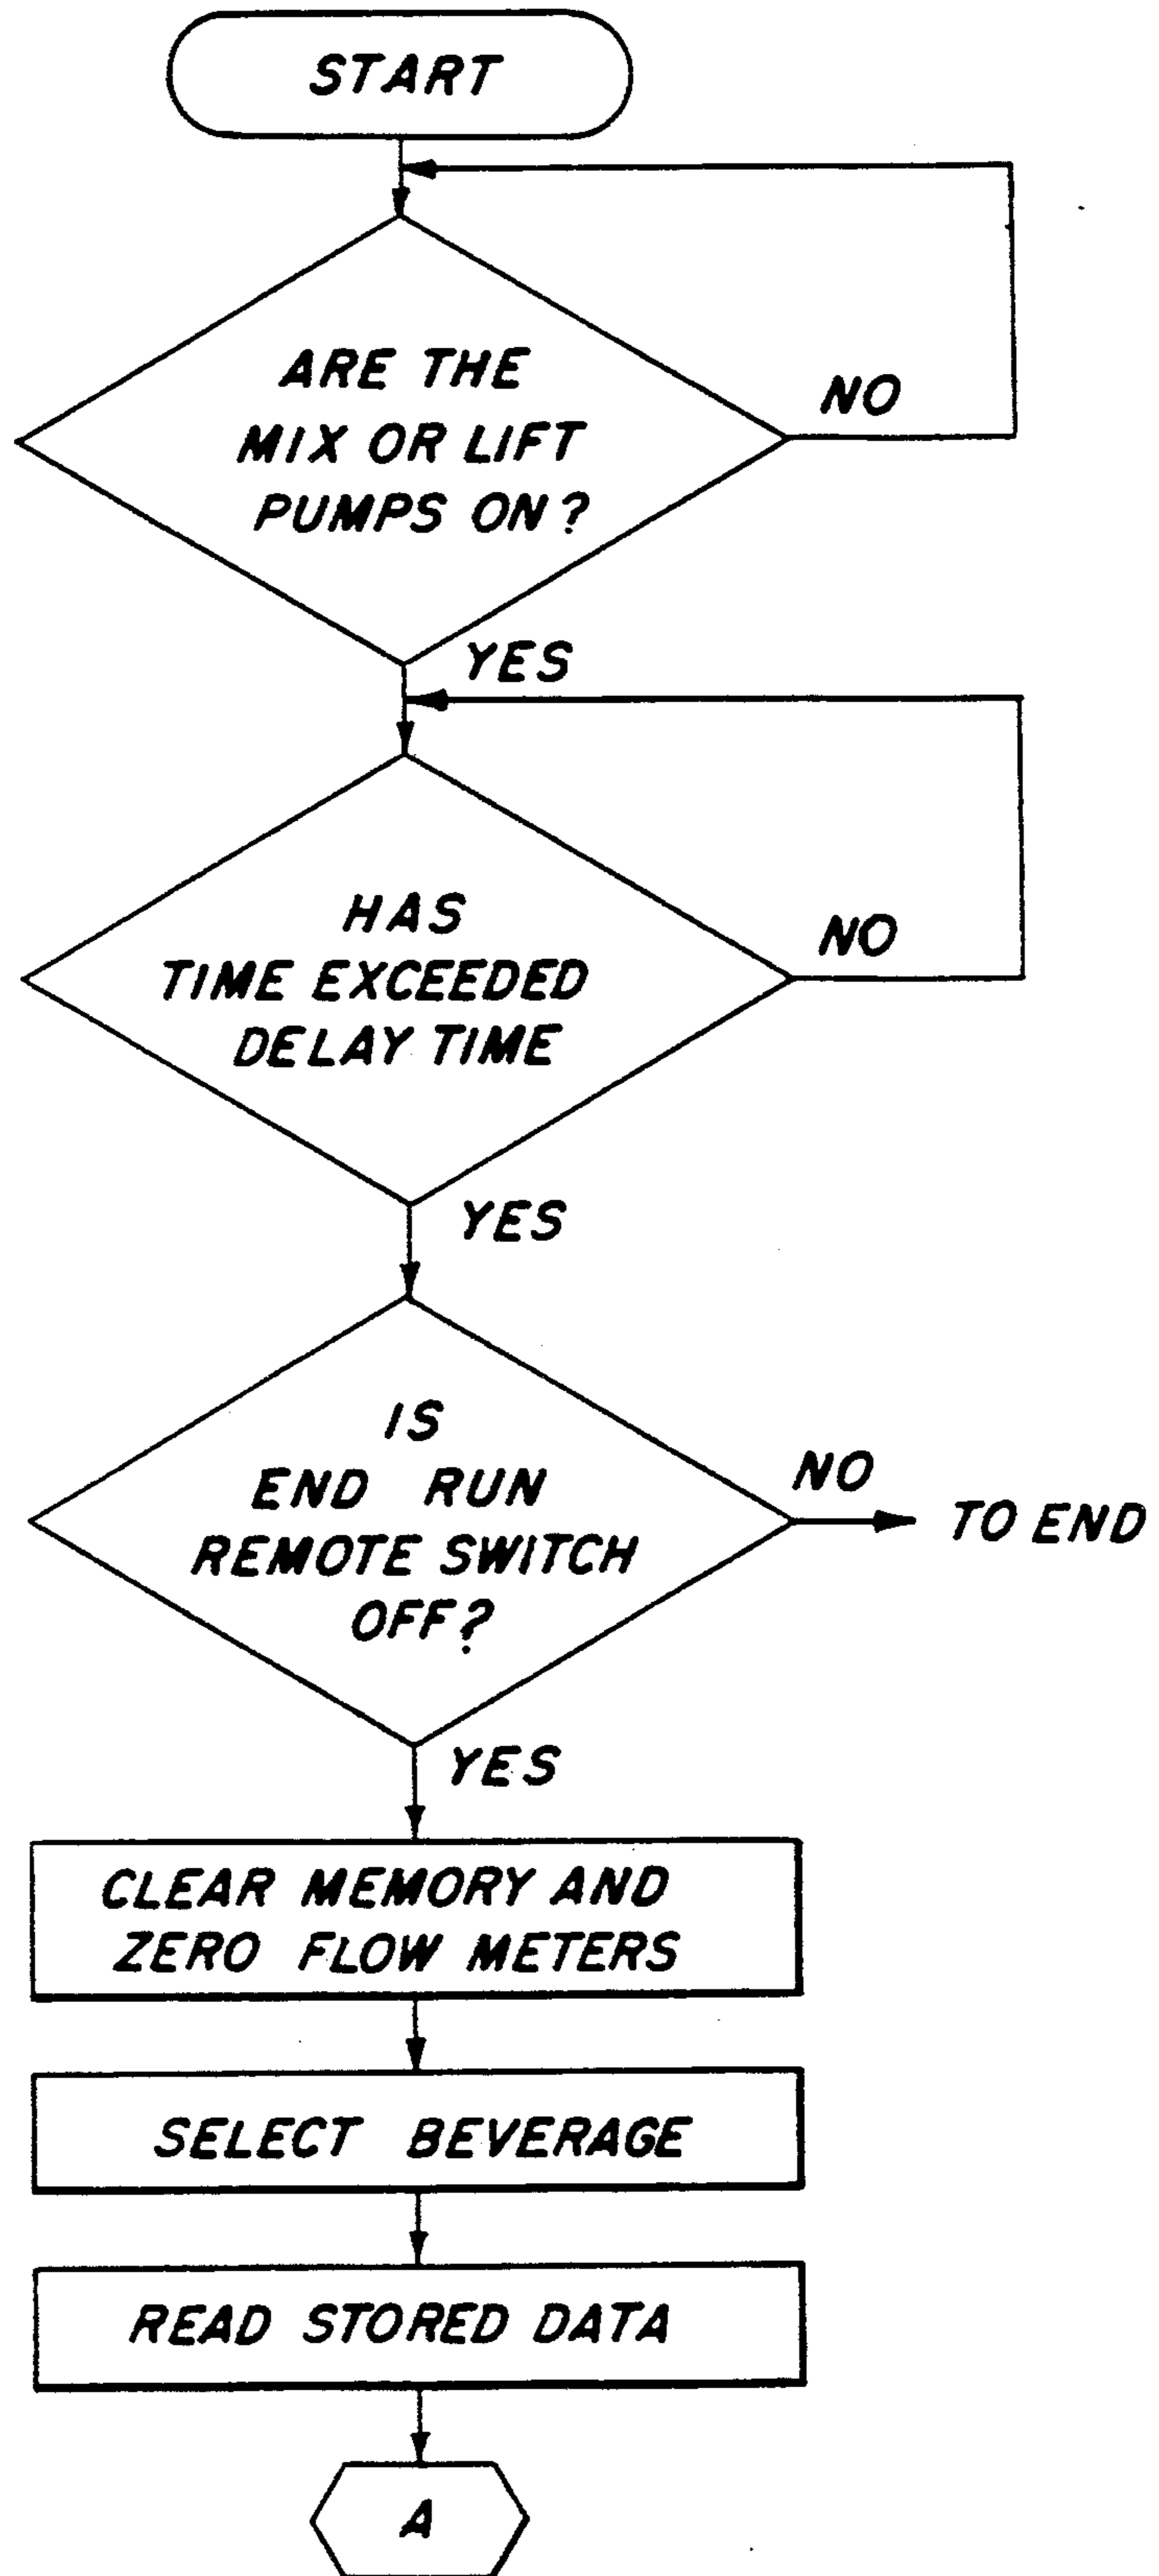 START
ARE THE
MIX OR LIFT
PUMPS ON?
NO
YES
HAS
TIME EXCEEDED
DELAY TIME
NO
YES
IS
END RUN
REMOTE SWITCH
OFF?
NO
TO END
YES
CLEAR MEMORY AND
ZERO FLOW METERS
SELECT BEVERAGE
READ STORED DATA
A